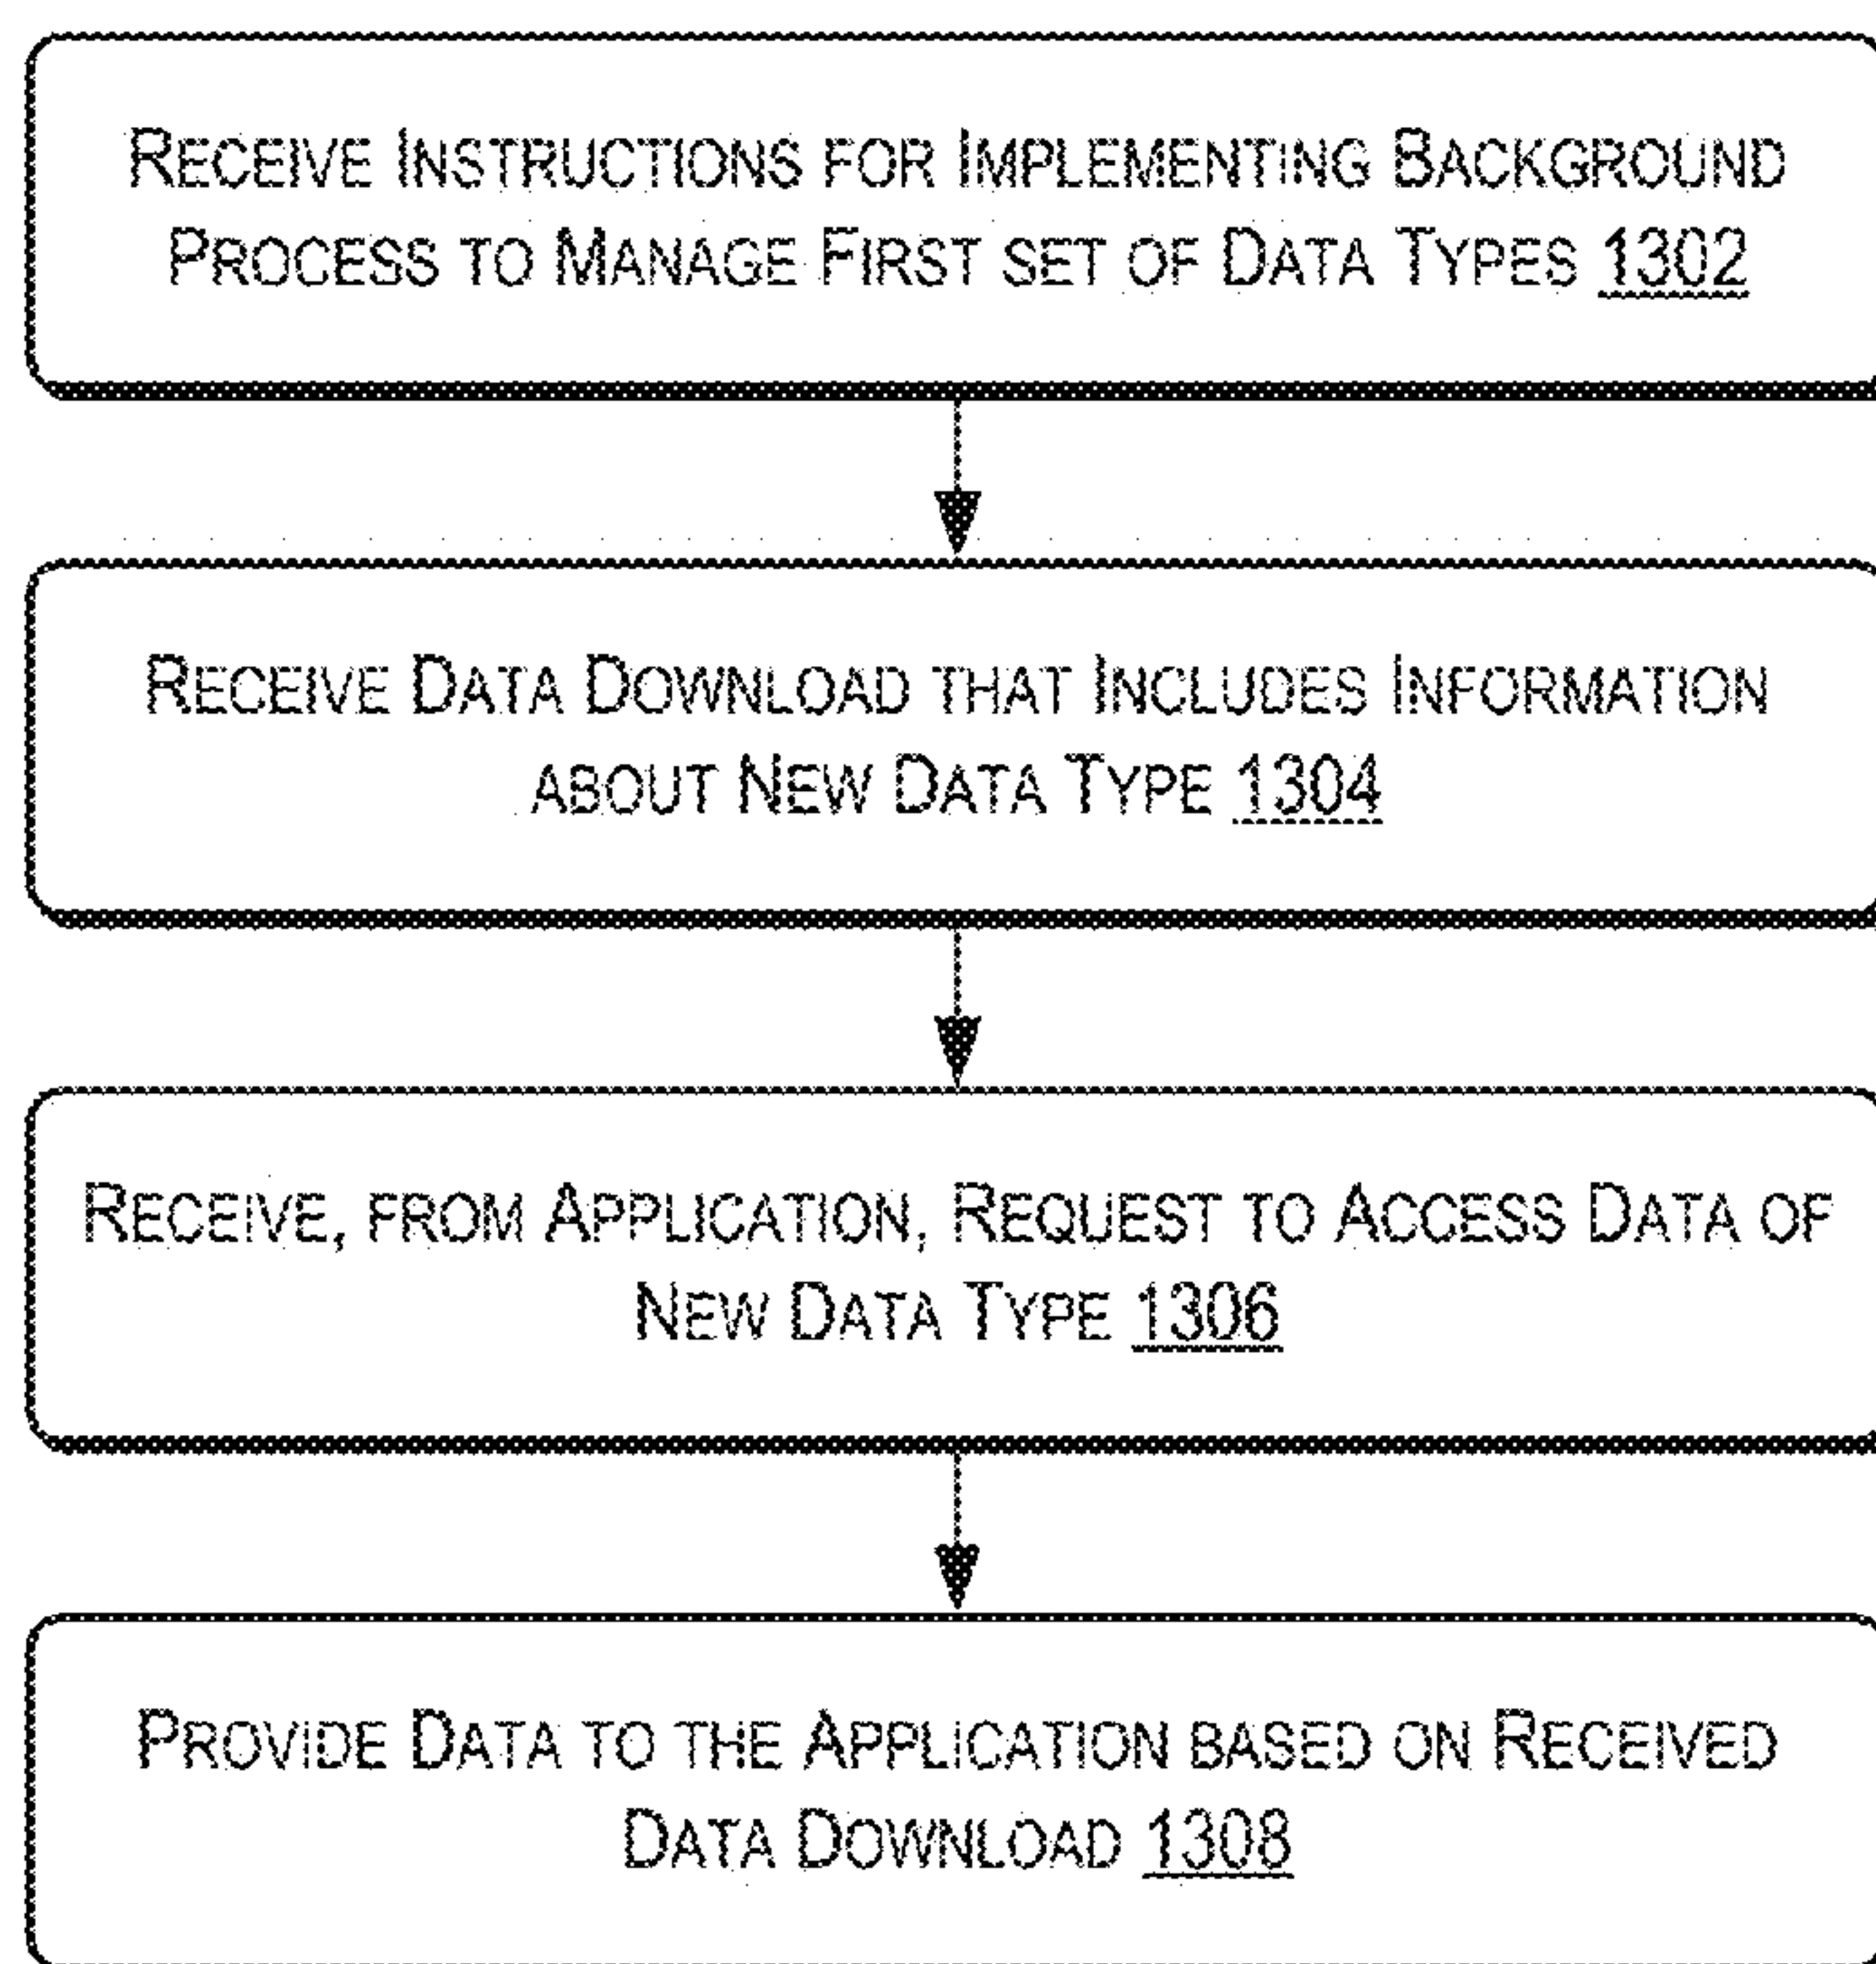 RECEIVE INSTRUCTIONS FOR IMPLEMENTING BACKGROUND
PROCESS TO MANAGE FIRST SET OF DATA TYPES 1302
RECEIVE DATA DOWNLOAD THAT INCLUDES INFORMATION
ABOUT NEW DATA TYPE 1304
RECEIVE, FROM APPLICATION, REQUEST TO ACCESS DATA OF
NEW DATA TYPE 1306
PROVIDE DATA TO THE APPLICATION BASED ON RECEIVED
DATA DOWNLOAD 1308